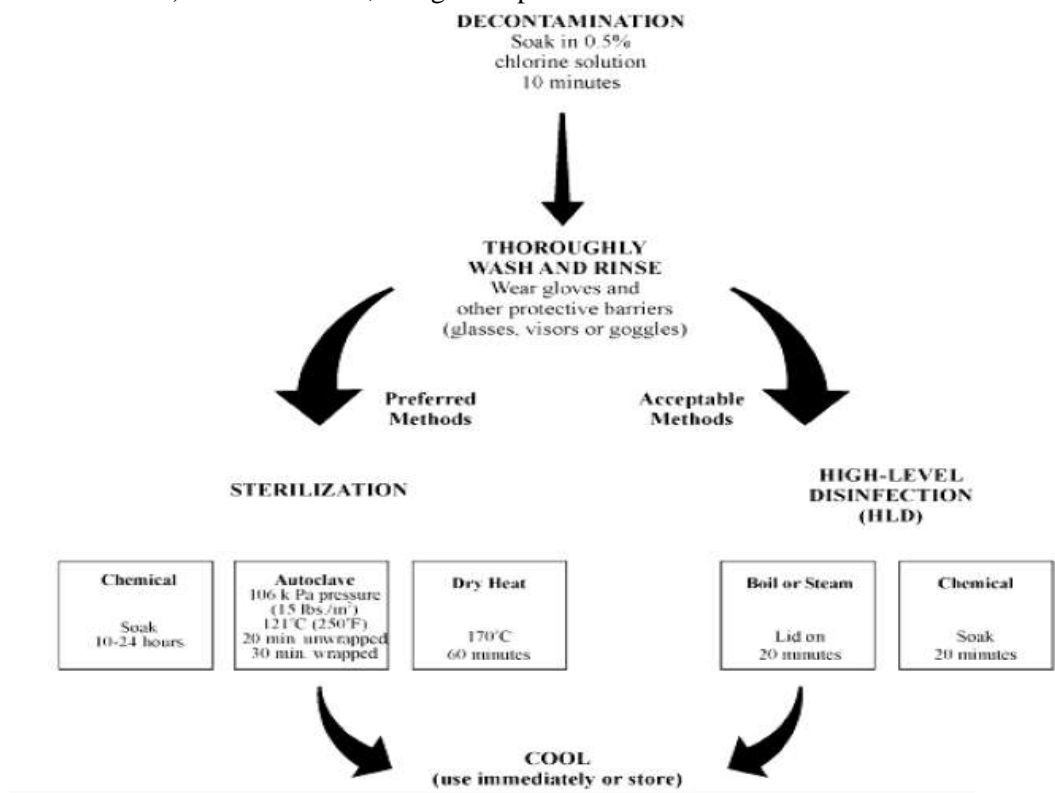 DECONTAMINATION
Soak in 0.5%
chlorine solution
10 minutes
THOROUGHLY
WASH AND RINSE
Wear gloves and
other protective barriers
(glasses, visors or goggles)
Preferred
Methods
Acceptable
Methods
STERILIZATION
HIGH-LEVEL
DISINFECTION
(HLD)
Chemical
Soak
10-24 hours
Autoclave
106 k Pa pressure
(15 lbs./in²)
121°C (250°F)
20 min. unwrapped
30 min. wrapped
Dry Heat
170°C
60 minutes
Boil or Steam
Lid on
20 minutes
Chemical
Soak
20 minutes
COOL
(use immediately or store)